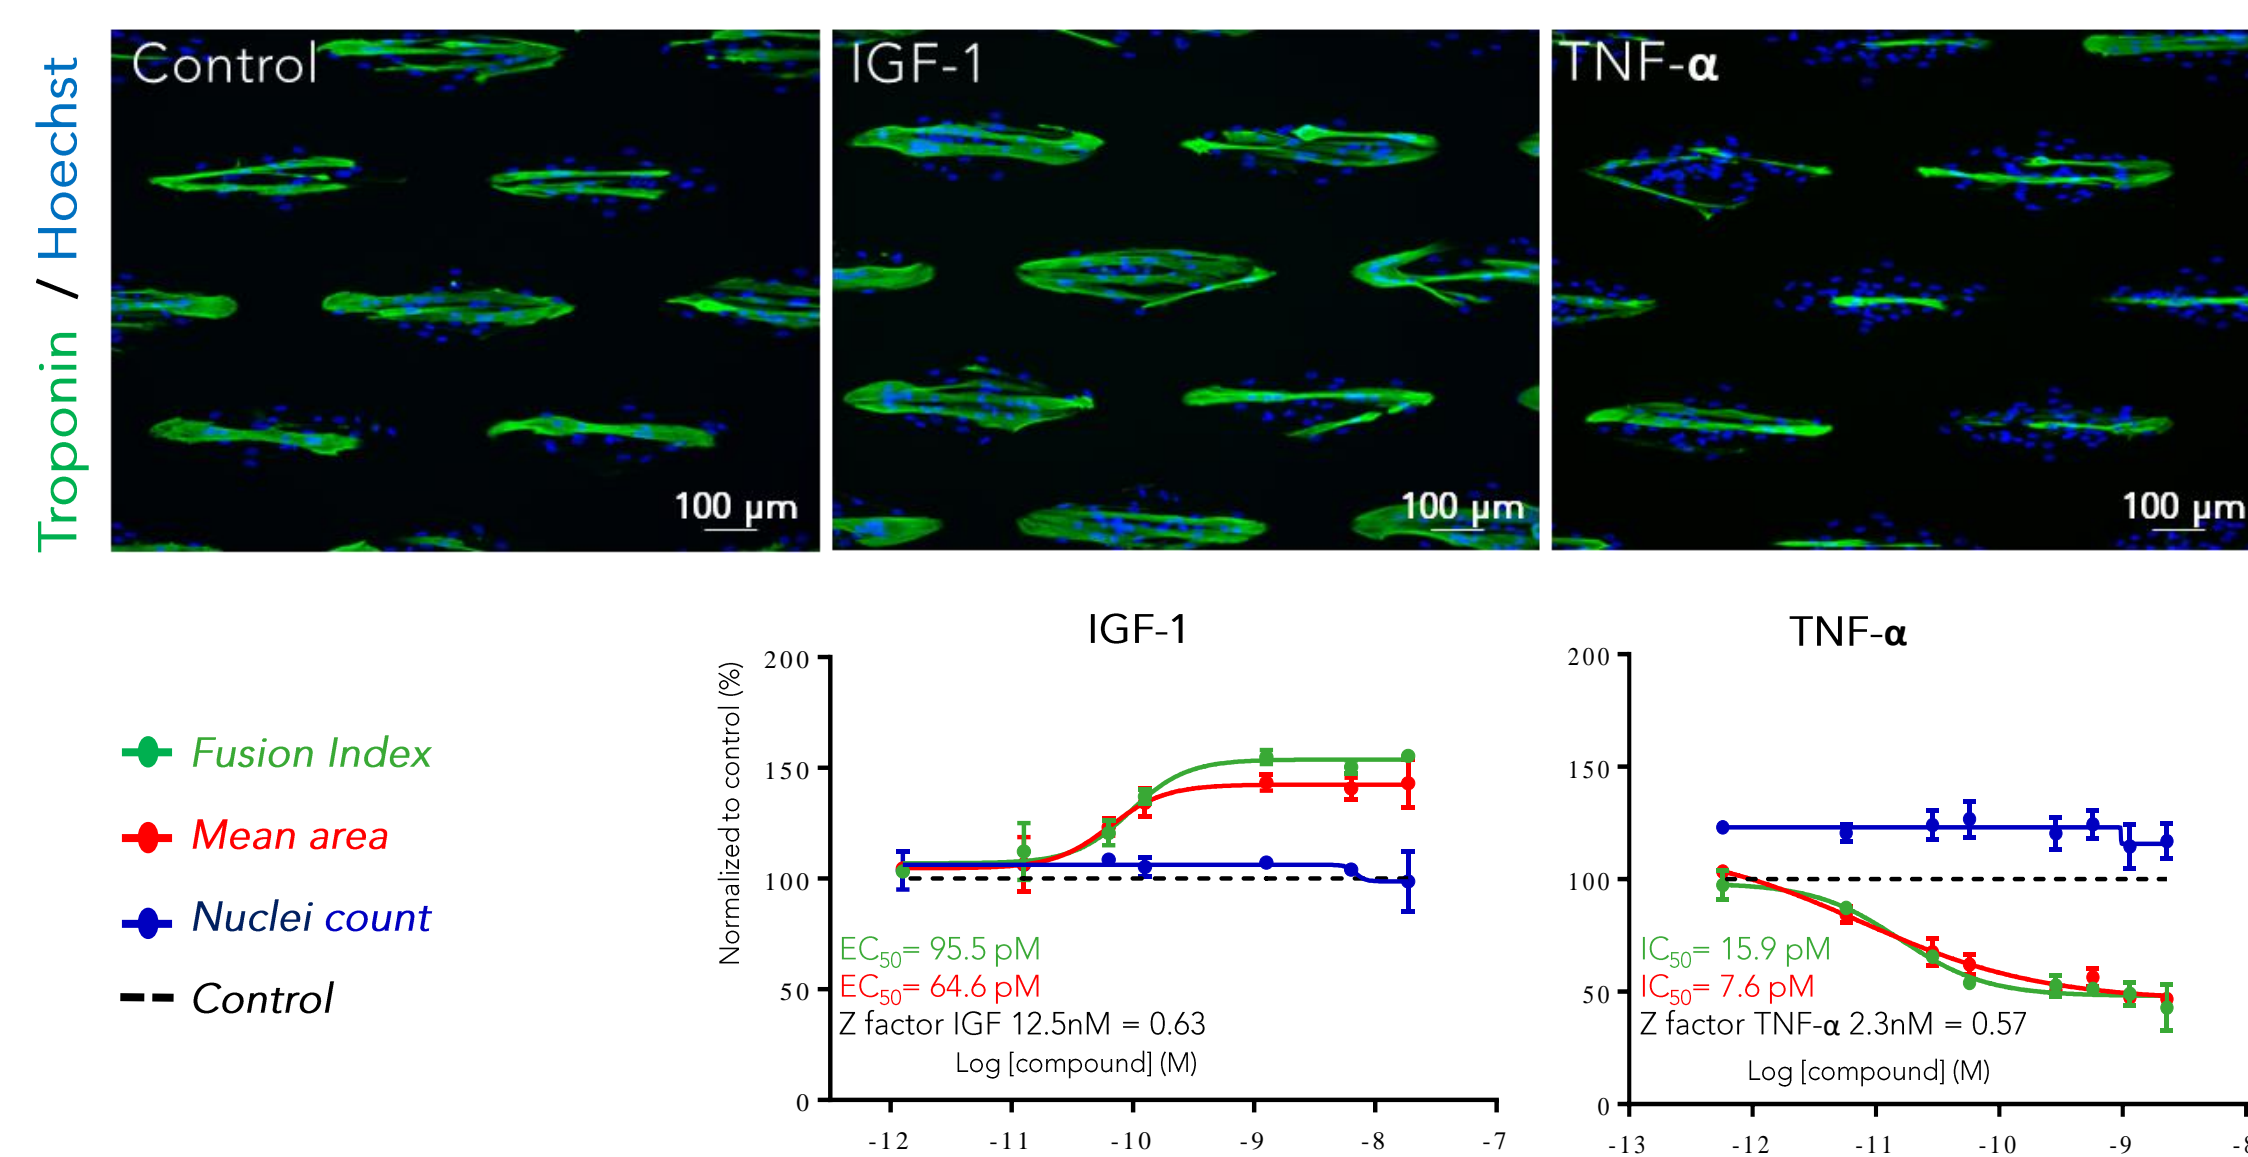 Troponin / Hoechst
Control
IGF-1
TNF-α
100 µm
100 µm
100 µm
Fusion Index
Mean area
Nuclei count
Control
IGF-1
Normalized to control (%)
200
150
100
50
0
EC50= 95.5 pM
EC50= 64.6 pM
Z factor IGF 12.5nM = 0.63
Log [compound] (M)
-12 -11 -10 -9 -8 -7
TNF-α
200
150
100
50
0
IC50= 15.9 pM
IC50= 7.6 pM
Z factor TNF-α 2.3nM = 0.57
Log [compound] (M)
-13 -12 -11 -10 -9 -8